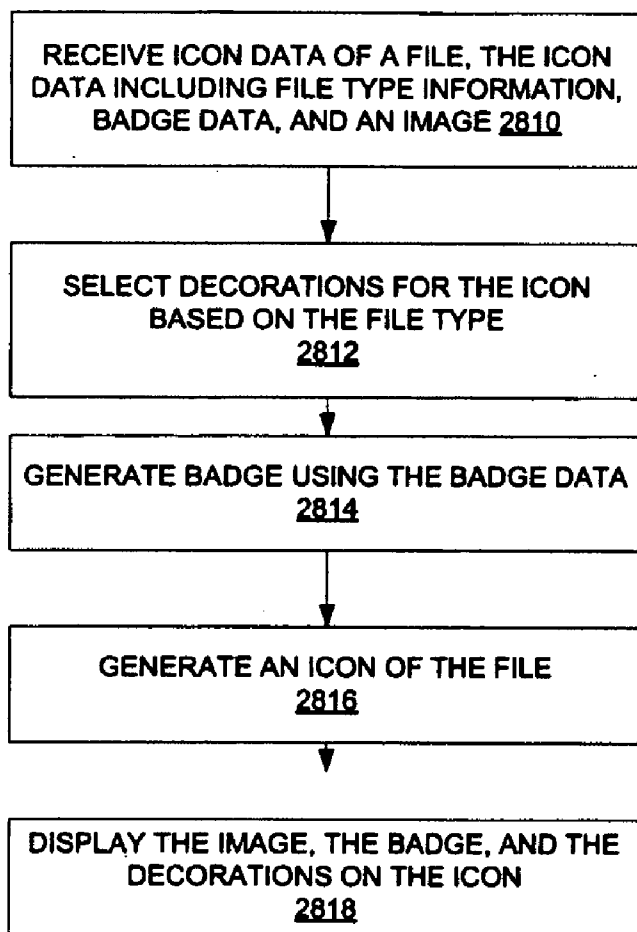 RECEIVE ICON DATA OF A FILE, THE ICON
DATA INCLUDING FILE TYPE INFORMATION,
BADGE DATA, AND AN IMAGE 2810
SELECT DECORATIONS FOR THE ICON
BASED ON THE FILE TYPE
2812
GENERATE BADGE USING THE BADGE DATA
2814
GENERATE AN ICON OF THE FILE
2816
DISPLAY THE IMAGE, THE BADGE, AND THE
DECORATIONS ON THE ICON
2818